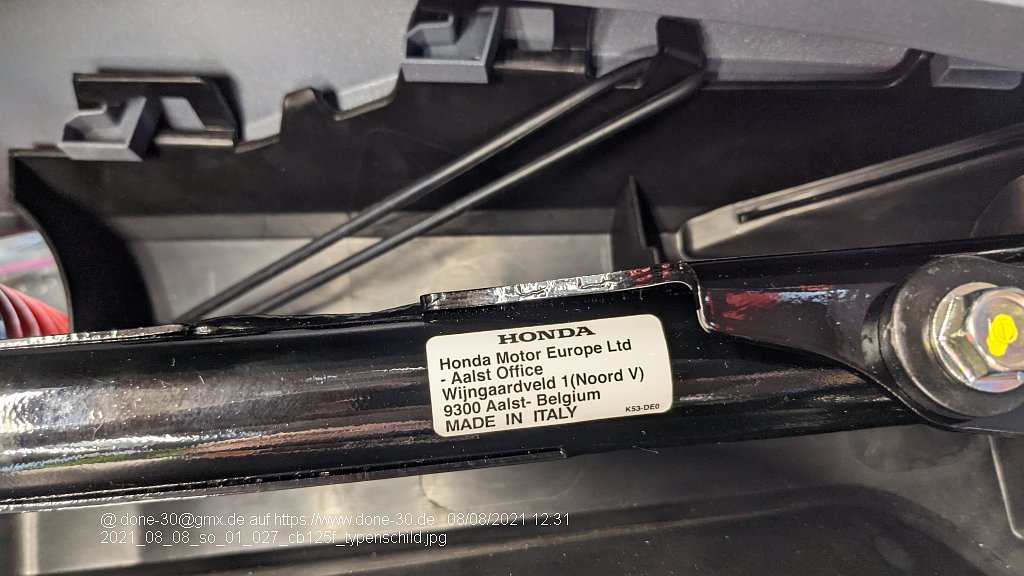 HONDA
Honda Motor Europe Ltd
- Aalst Office
Wijngaardveld 1(Noord V)
9300 Aalst- Belgium
MADE IN ITALY
K53-DE0
@ done-30@gmx.de auf https://www.done-30.de 08/08/2021 12:31
2021_08_08_so_01_027_cb125f_typenschild.jpg